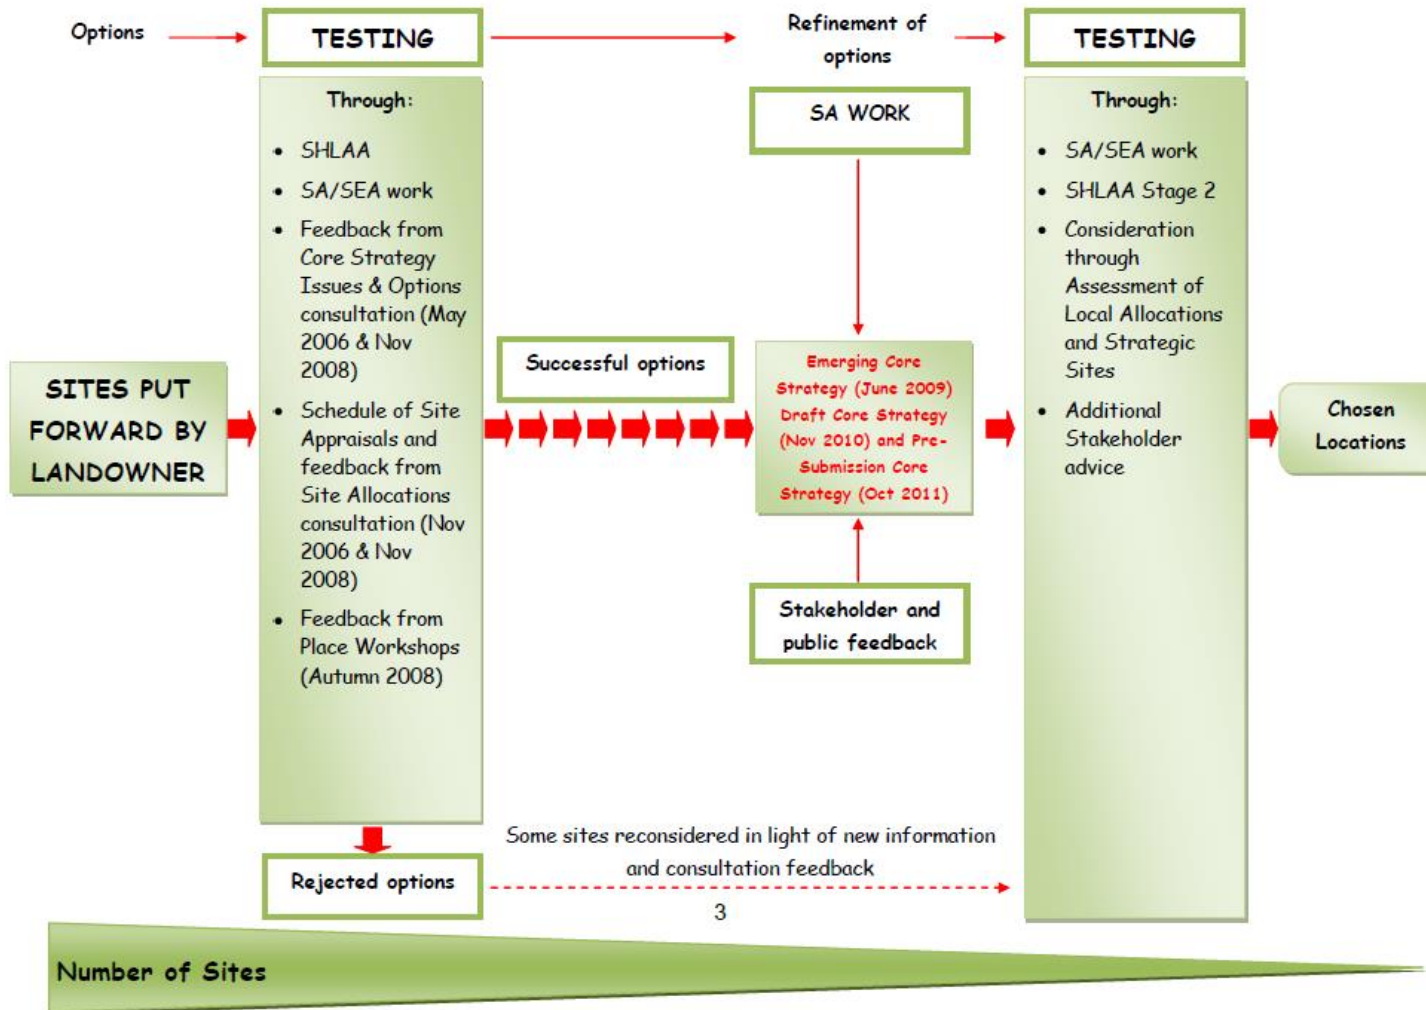 Options
TESTING
Refinement of
options
TESTING
SITES PUT
FORWARD BY
LANDOWNER
Through:
• SHLAA
• SA/SEA work
• Feedback from
Core Strategy
Issues & Options
consultation (May
2006 & Nov
2008)
• Schedule of Site
Appraisals and
feedback from
Site Allocations
consultation (Nov
2006 & Nov
2008)
• Feedback from
Place Workshops
(Autumn 2008)
Rejected options
Successful options
SA WORK
Emerging Core
Strategy (June 2009)
Draft Core Strategy
(Nov 2010) and Pre-
Submission Core
Strategy (Oct 2011)
Stakeholder and
public feedback
Some sites reconsidered in light of new information
and consultation feedback
Through:
• SA/SEA work
• SHLAA Stage 2
• Consideration
through
Assessment of
Local Allocations
and Strategic
Sites
• Additional
Stakeholder
advice
Chosen
Locations
3
Number of Sites